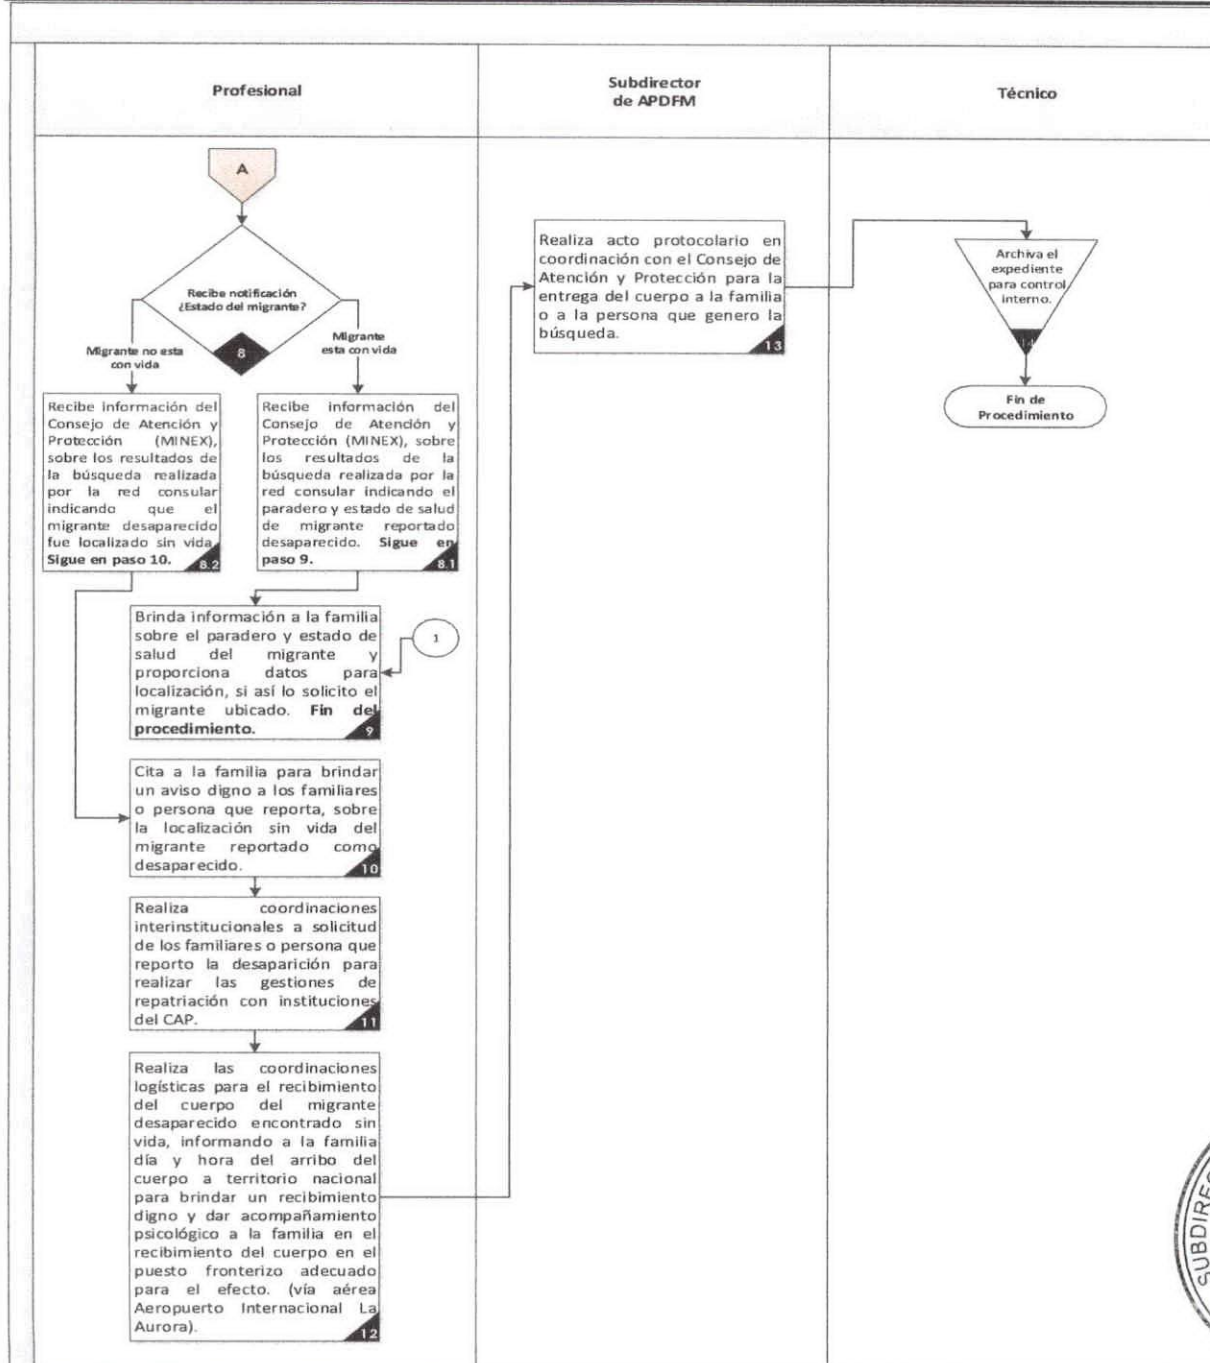 Profesional
Subdirector
de APDFM
Técnico
A
Recibe notificación
¿Estado del migrante?
8
Migrante no esta
con vida
Migrante
esta con vida
Recibe información del
Consejo de Atención y
Protección (MINEX),
sobre los resultados de
la búsqueda realizada
por la red consular
indicando que el
migrante desaparecido
fue localizado sin vida.
Sigue en paso 10.
8.2
Recibe información del
Consejo de Atención y
Protección (MINEX), sobre
los resultados de la
búsqueda realizada por la
red consular indicando el
paradero y estado de salud
de migrante reportado
desaparecido. Sigue en
paso 9.
8.1
Brinda información a la familia
sobre el paradero y estado de
salud del migrante y
proporciona datos para
localización, si así lo solicito el
migrante ubicado. Fin del
procedimiento.
9
1
Cita a la familia para brindar
un aviso digno a los familiares
o persona que reporta, sobre
la localización sin vida del
migrante reportado como
desaparecido.
10
Realiza coordinaciones
interinstitucionales a solicitud
de los familiares o persona que
reporto la desaparición para
realizar las gestiones de
repatriación con instituciones
del CAP.
11
Realiza las coordinaciones
logísticas para el recibimiento
del cuerpo del migrante
desaparecido encontrado sin
vida, informando a la familia
día y hora del arribo del
cuerpo a territorio nacional
para brindar un recibimiento
digno y dar acompañamiento
psicológico a la familia en el
recibimiento del cuerpo en el
puesto fronterizo adecuado
para el efecto. (vía aérea
Aeropuerto Internacional La
Aurora).
12
Realiza acto protocolario en
coordinación con el Consejo de
Atención y Protección para la
entrega del cuerpo a la familia
o a la persona que genero la
búsqueda.
13
Archiva el
expediente
para control
interno.
14
Fin de
Procedimiento